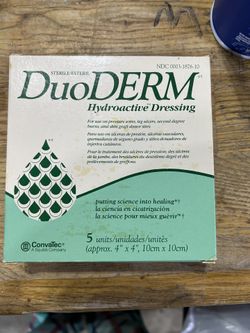 NDC 0003-1876-10
STERILE/ESTERIL
DuoDERM®
Hydroactive® Dressing
For use on pressure sores, leg ulcers, second degree
burns, and skin graft donor sites
Para uso en úlceras de presión, úlceras vasculares,
quemaduras de segundo grado, y sitios dadores
de injertos cutáneos
Pour le traitement des ulcères de pression, des ulcères
de la jambe, des brûlures du deuxième degré et des
prélèvements de greffons.
putting science into healing®†
la ciencia en cicatrización
la science pour mieux guérir†
ConvaTec®
A Squibb Company
5 units/unidades/unités
(approx. 4" x 4", 10cm x 10cm)